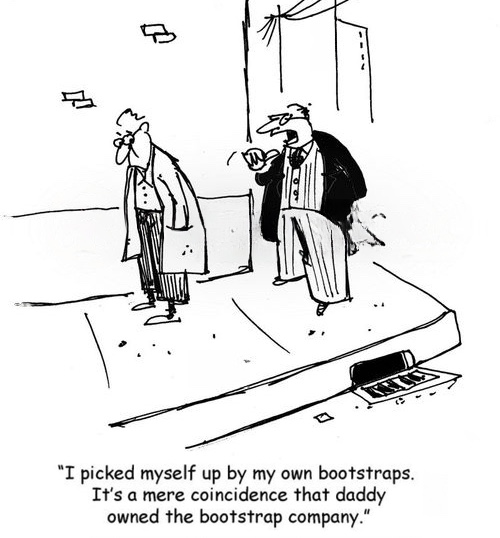 "I picked myself up by my own bootstraps.
It's a mere coincidence that daddy
owned the bootstrap company."